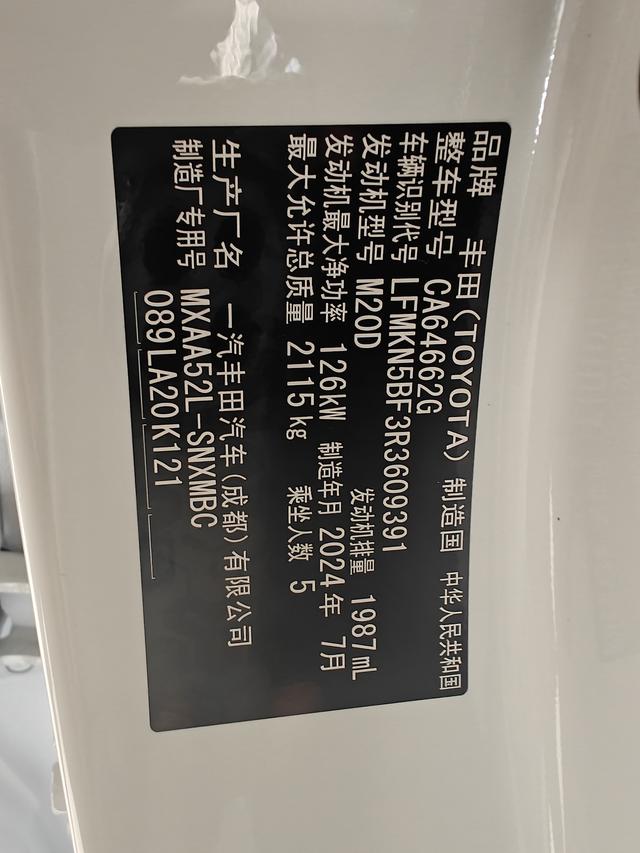 品牌 丰田(TOYOTA) 制造国 中华人民共和国
整车型号 CA64662G
车辆识别代号 LFMKN5BF3R3609391
发动机型号 M20D 发动机排量 1987mL
发动机最大净功率 126kW 制造年月 2024年 7月
最大允许总质量 2115kg 乘坐人数 5
生产厂名 一汽丰田汽车(成都)有限公司
制造厂专用号 MXAA52L-SNXMBC
089LA20K121